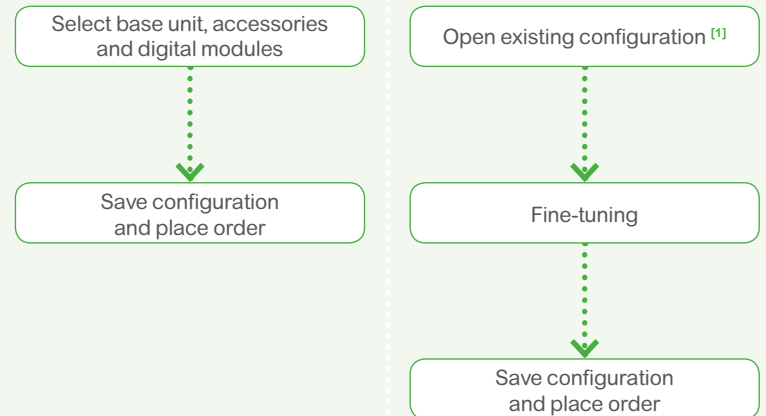 Select base unit, accessories
and digital modules
Save configuration
and place order
Open existing configuration [1]
Fine-tuning
Save configuration
and place order